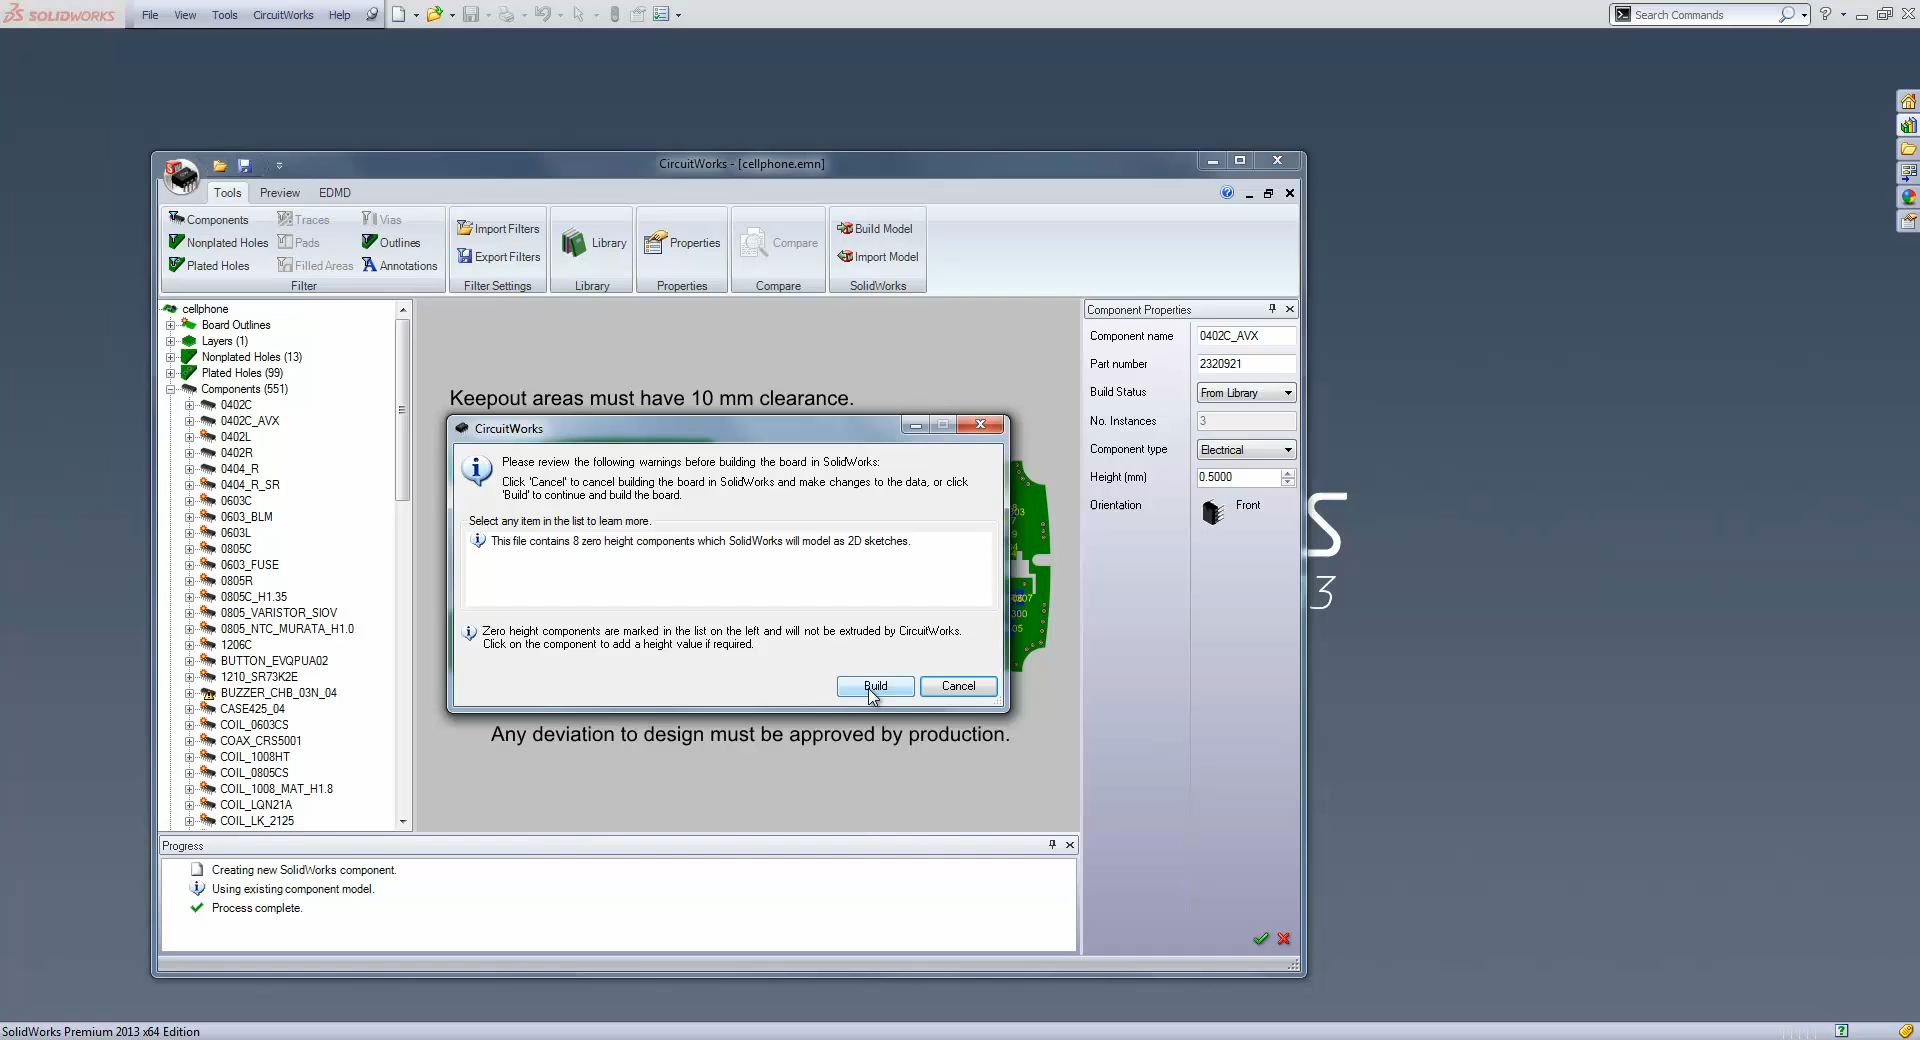 SOLIDWORKS File View Tools CircuitWorks Help Search Commands
CircuitWorks - [cellphone.emn]
Tools Preview EDMD
Components Traces Vias
Nonplated Holes Pads Outlines
Plated Holes Filled Areas Annotations
Filter
Import Filters
Export Filters
Filter Settings
Library
Library
Properties
Properties
Compare
Compare
Build Model
Import Model
SolidWorks
cellphone
Board Outlines
Layers (1)
Nonplated Holes (13)
Plated Holes (99)
Components (551)
0402C
0402C_AVX
0402L
0402R
0404_R
0404_R_SR
0603C
0603_BLM
0603L
0805C
0603_FUSE
0805R
0805C_H1.35
0805_VARISTOR_SIOV
0805_NTC_MURATA_H1.0
1206C
BUTTON_EVQPUA02
1210_SR73K2E
BUZZER_CHB_03N_04
CASE425_04
COIL_0603CS
COAX_CRS5001
COIL_1008HT
COIL_0805CS
COIL_1008_MAT_H1.8
COIL_LQN21A
COIL_LK_2125
Keepout areas must have 10 mm clearance.
CircuitWorks
Please review the following warnings before building the board in SolidWorks:
Click 'Cancel' to cancel building the board in SolidWorks and make changes to the data, or click
'Build' to continue and build the board.
Select any item in the list to learn more.
This file contains 8 zero height components which SolidWorks will model as 2D sketches.
Zero height components are marked in the list on the left and will not be extruded by CircuitWorks.
Click on the component to add a height value if required.
Build Cancel
Any deviation to design must be approved by production.
Component Properties
Component name 0402C_AVX
Part number 2320921
Build Status From Library
No. Instances 3
Component type Electrical
Height (mm) 0.5000
Orientation Front
S
3
Progress
Creating new SolidWorks component.
Using existing component model.
Process complete.
SolidWorks Premium 2013 x64 Edition